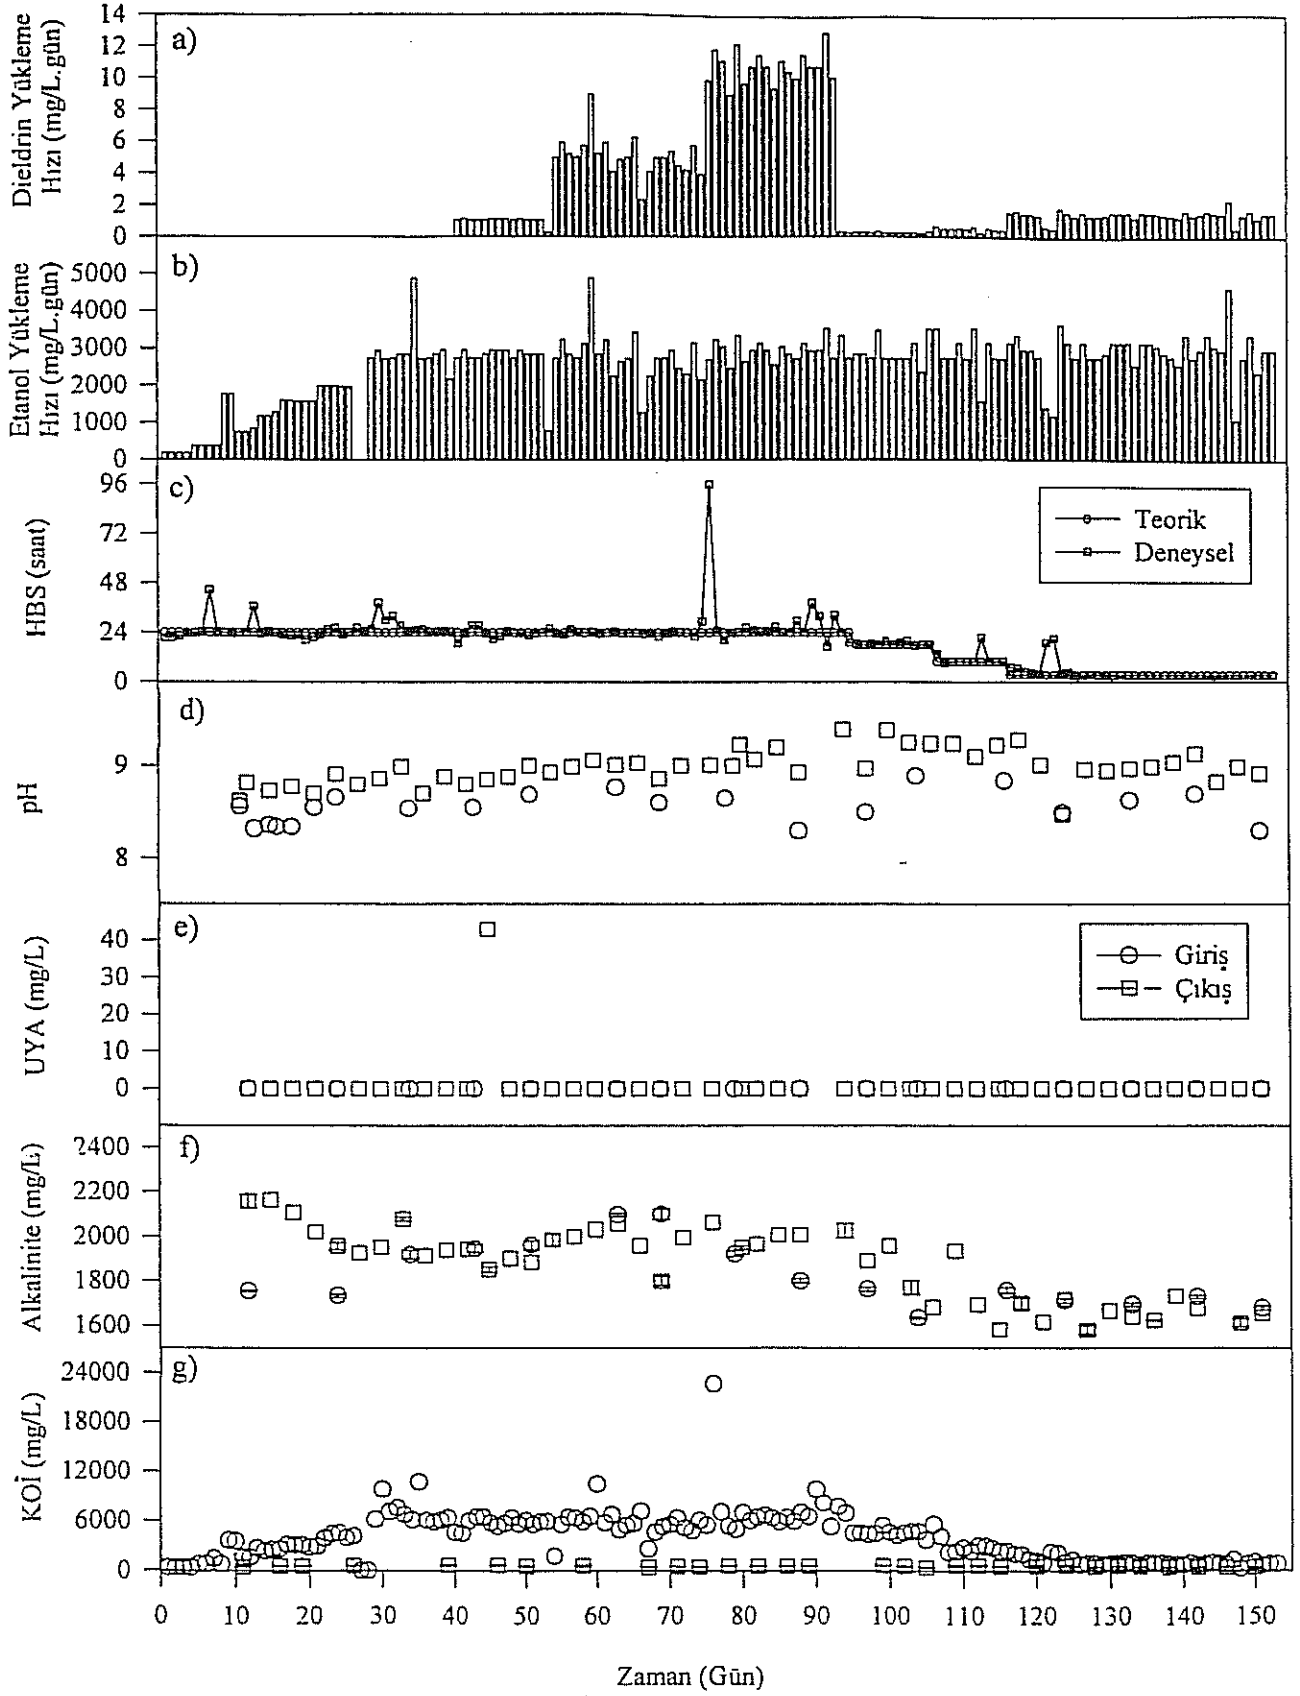 a)
Dieldrin Yükleme
Hızı (mg/L.gün)
14
12
10
8
6
4
2
0
b)
Etanol Yükleme
Hızı (mg/L.gün)
5000
4000
3000
2000
1000
0
c)
HBS (saat)
96
72
48
24
0
Teorik
Deneysel
d)
pH
9
8
e)
UYA (mg/L)
40
30
20
10
0
Giriş
Çıkış
f)
Alkalinite (mg/L)
2400
2200
2000
1800
1600
g)
KOİ (mg/L)
24000
18000
12000
6000
0
0 10 20 30 40 50 60 70 80 90 100 110 120 130 140 150
Zaman (Gün)